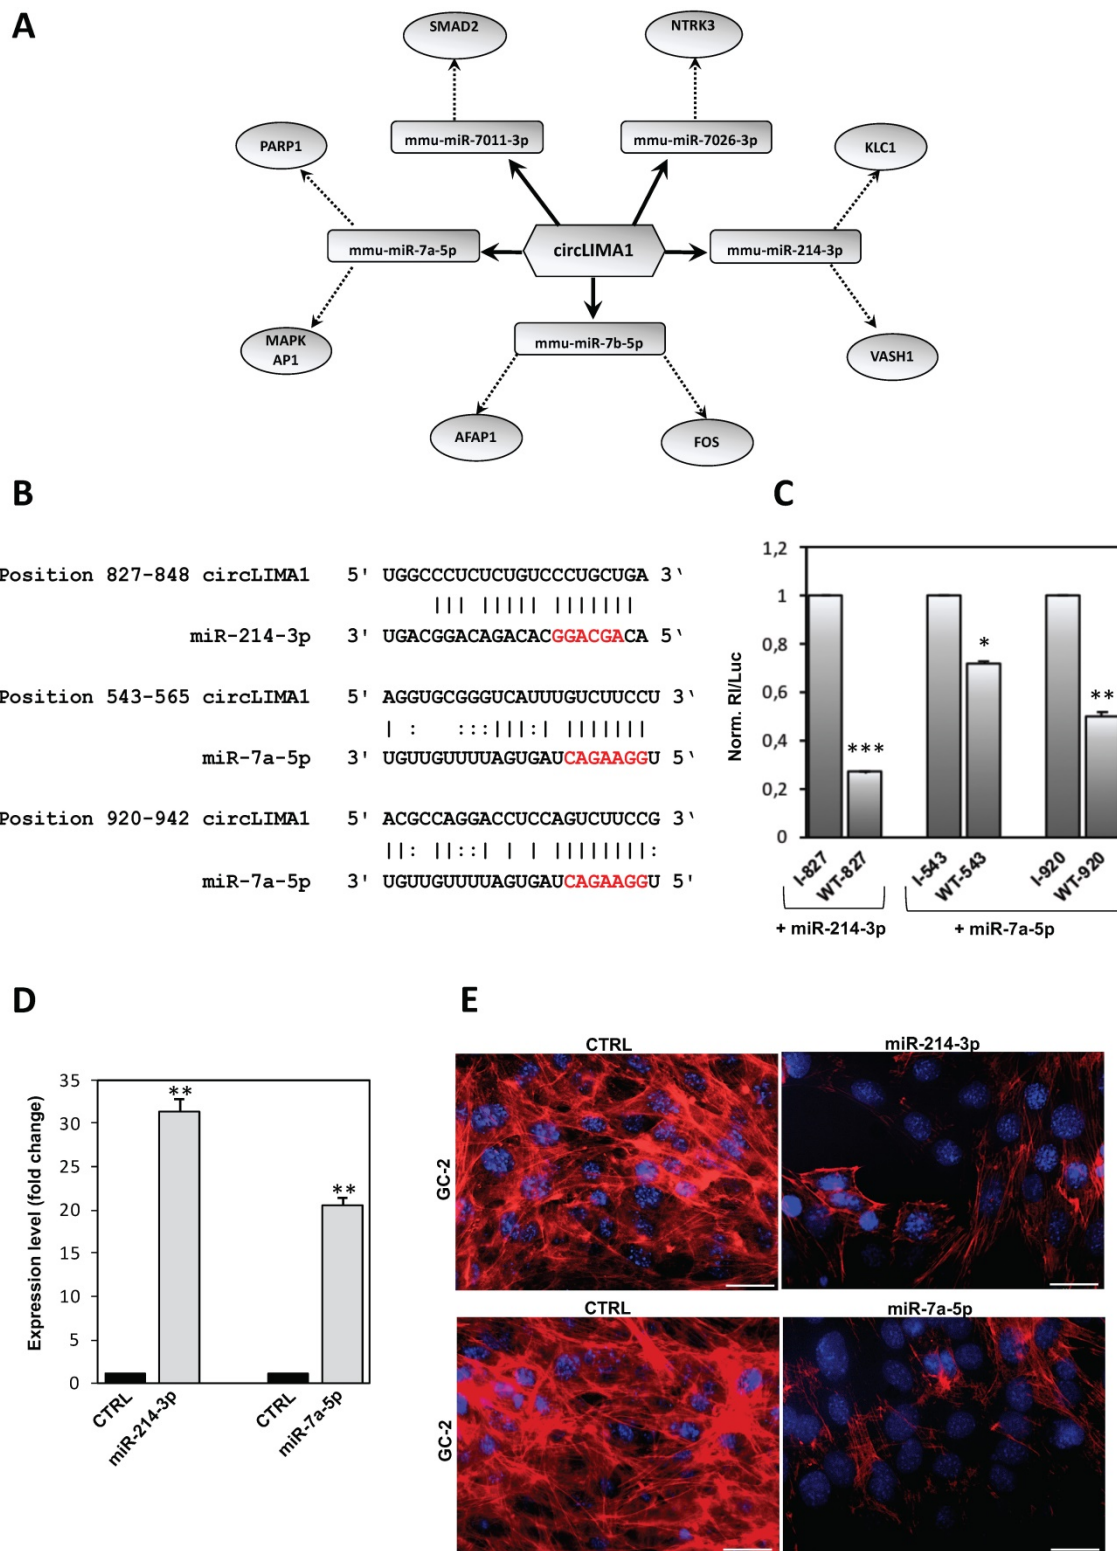 A
SMAD2
NTRK3
mmu-miR-7011-3p
mmu-miR-7026-3p
PARP1
KLC1
mmu-miR-7a-5p
circLIMA1
mmu-miR-214-3p
MAPK
AP1
mmu-miR-7b-5p
VASH1
AFAP1
FOS
B
Position 827-848 circLIMA1 5' UGGCCCUCUCUGUCCCUGCUGA 3'
||| ||||| |||||||
miR-214-3p 3' UGACGGACAGACACGGACGACA 5'
Position 543-565 circLIMA1 5' AGGUGCGGGUCAUUUGUCUUCCU 3'
| : :::|||:| |||||||
miR-7a-5p 3' UGUUGUUUUAGUGAUCAGAAGGU 5'
Position 920-942 circLIMA1 5' ACGCCAGGACCUCCAGUCUUCCG 3'
||: ||::| | | ||||||||:
miR-7a-5p 3' UGUUGUUUUAGUGAUCAGAAGGU 5'
C
Norm. Rl/Luc
1,2
1
0,8
0,6
0,4
0,2
0
***
*
**
I-827
WT-827
I-543
WT-543
I-920
WT-920
+ miR-214-3p
+ miR-7a-5p
D
Expression level (fold change)
35
30
25
20
15
10
5
0
**
**
CTRL
miR-214-3p
CTRL
miR-7a-5p
E
CTRL
miR-214-3p
GC-2
CTRL
miR-7a-5p
GC-2